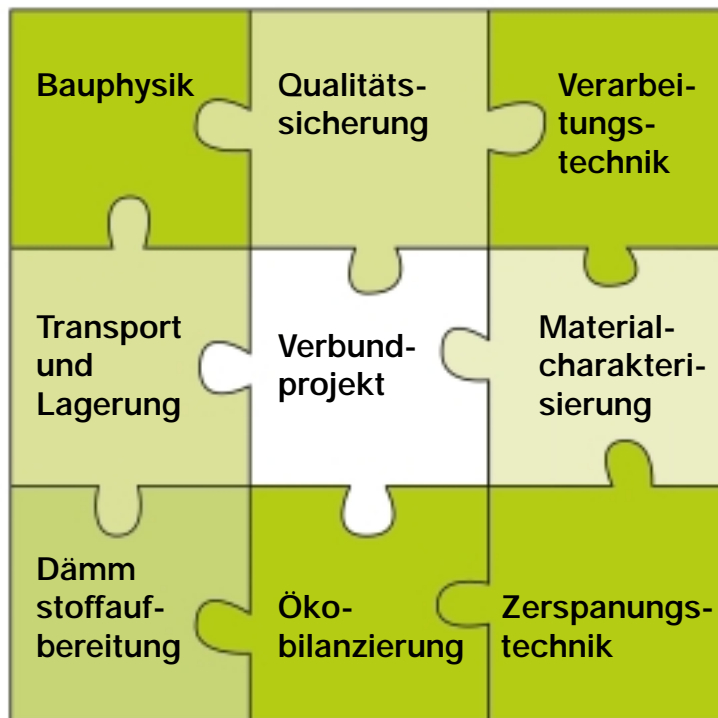 Bauphysik
Qualitäts-
sicherung
Verarbei-
tungs-
technik
Transport
und
Lagerung
Verbund-
projekt
Material-
charakteri-
sierung
Dämm
stoffauf-
bereitung
Öko-
bilanzierung
Zerspanungs-
technik